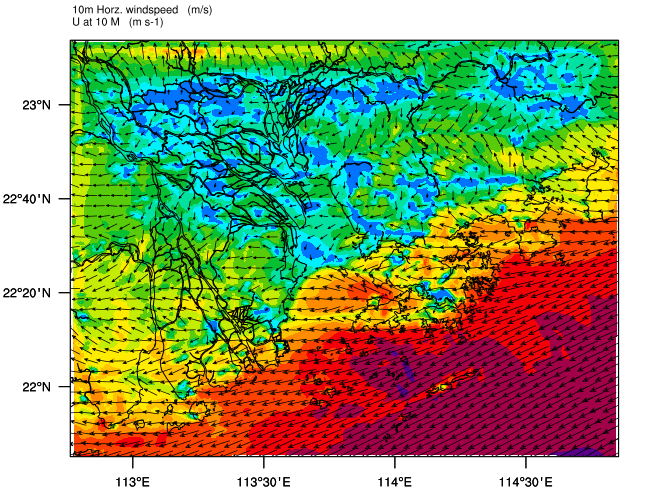 10m Horz. windspeed (m/s)
U at 10 M (m s-1)
23°N
22°40'N
22°20'N
22°N
113°E
113°30'E
114°E
114°30'E